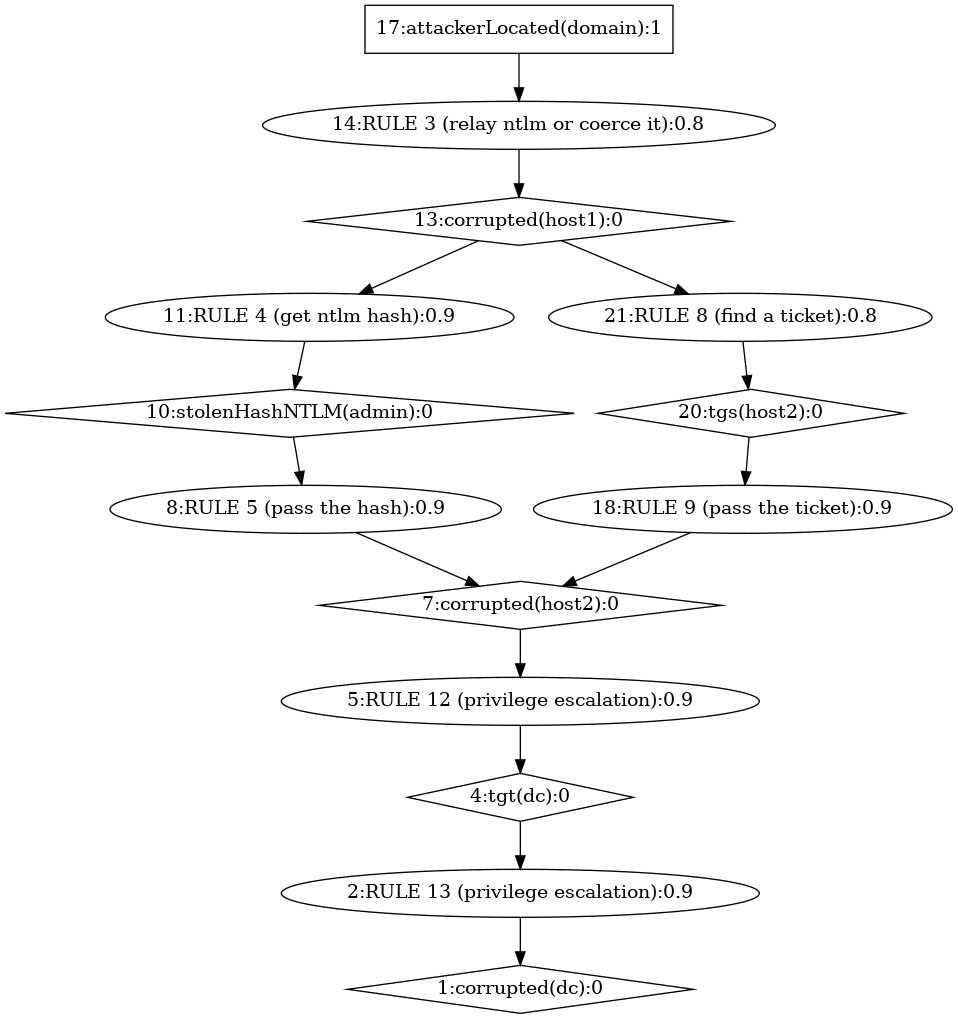 17:attackerLocated(domain):1
14:RULE 3 (relay ntlm or coerce it):0.8
13:corrupted(host1):0
11:RULE 4 (get ntlm hash):0.9
21:RULE 8 (find a ticket):0.8
10:stolenHashNTLM(admin):0
20:tgs(host2):0
8:RULE 5 (pass the hash):0.9
18:RULE 9 (pass the ticket):0.9
7:corrupted(host2):0
5:RULE 12 (privilege escalation):0.9
4:tgt(dc):0
2:RULE 13 (privilege escalation):0.9
1:corrupted(dc):0